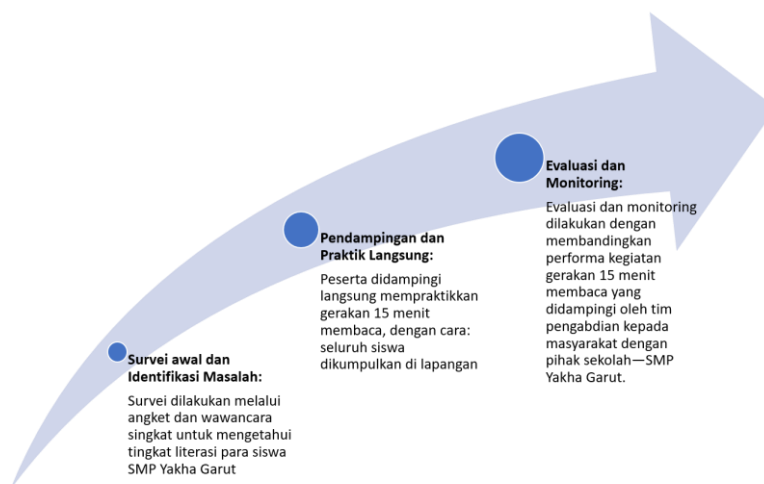 Survei awal dan
Identifikasi Masalah:
Survei dilakukan melalui
angket dan wawancara
singkat untuk mengetahui
tingkat literasi para siswa
SMP Yakha Garut
Pendampingan dan
Praktik Langsung:
Peserta didampingi
langsung mempraktikkan
gerakan 15 menit
membaca, dengan cara:
seluruh siswa
dikumpulkan di lapangan
Evaluasi dan
Monitoring:
Evaluasi dan monitoring
dilakukan dengan
membandingkan
performa kegiatan
gerakan 15 menit
membaca yang
didampingi oleh tim
pengabdian kepada
masyarakat dengan
pihak sekolah—SMP
Yakha Garut.